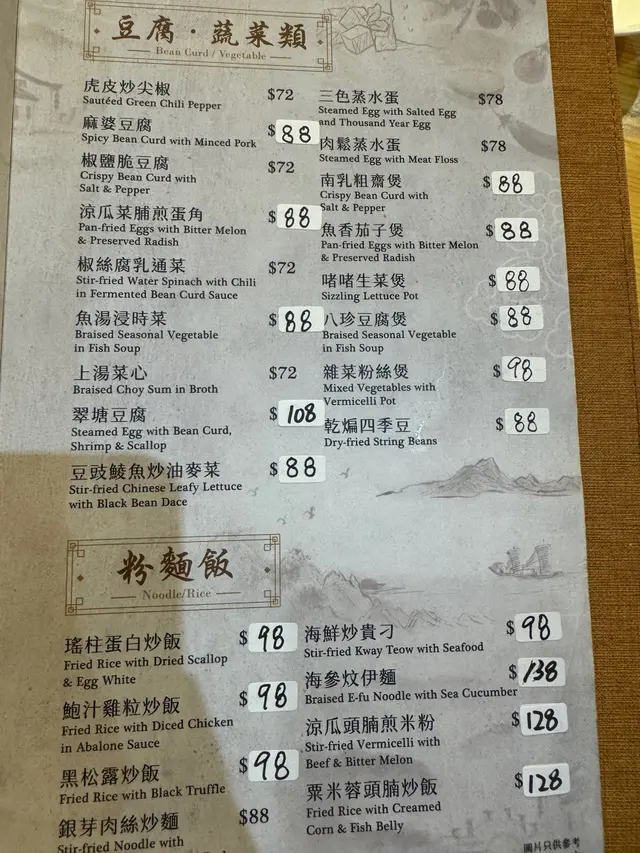 豆腐·蔬菜類
Bean Curd / Vegetable
虎皮炒尖椒 $72
Sautéed Green Chili Pepper
麻婆豆腐 $88
Spicy Bean Curd with Minced Pork
椒鹽脆豆腐 $72
Crispy Bean Curd with
Salt & Pepper
涼瓜菜脯煎蛋角 $88
Pan-fried Eggs with Bitter Melon
& Preserved Radish
椒絲腐乳通菜 $72
Stir-fried Water Spinach with Chili
in Fermented Bean Curd Sauce
魚湯浸時菜 $88
Braised Seasonal Vegetable
in Fish Soup
上湯菜心 $72
Braised Choy Sum in Broth
翠塘豆腐 $108
Steamed Egg with Bean Curd,
Shrimp & Scallop
豆豉鯪魚炒油麥菜 $88
Stir-fried Chinese Leafy Lettuce
with Black Bean Dace
三色蒸水蛋 $78
Steamed Egg with Salted Egg
and Thousand Year Egg
肉鬆蒸水蛋 $78
Steamed Egg with Meat Floss
南乳粗齋煲 $88
Crispy Bean Curd with
Salt & Pepper
魚香茄子煲 $88
Pan-fried Eggs with Bitter Melon
& Preserved Radish
啫啫生菜煲 $88
Sizzling Lettuce Pot
八珍豆腐煲 $88
Braised Seasonal Vegetable
in Fish Soup
雜菜粉絲煲 $98
Mixed Vegetables with
Vermicelli Pot
乾煸四季豆 $88
Dry-fried String Beans
粉麵飯
Noodle/Rice
瑤柱蛋白炒飯 $98
Fried Rice with Dried Scallop
& Egg White
鮑汁雞粒炒飯 $98
Fried Rice with Diced Chicken
in Abalone Sauce
黑松露炒飯 $98
Fried Rice with Black Truffle
銀芽肉絲炒麵 $88
Stir-fried Noodle with
海鮮炒貴刁 $98
Stir-fried Kway Teow with Seafood
海參炆伊麵 $138
Braised E-fu Noodle with Sea Cucumber
涼瓜頭腩煎米粉 $128
Stir-fried Vermicelli with
Beef & Bitter Melon
粟米蓉頭腩炒飯 $128
Fried Rice with Creamed
Corn & Fish Belly
圖片只供參考